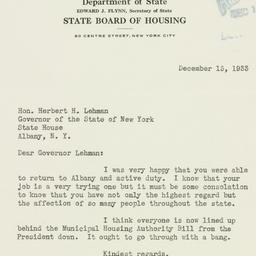 Department of State
EDWARD J. FLYNN, Secretary of State
STATE BOARD OF HOUSING
80 CENTRE STREET, NEW YORK CITY
December 15, 1933
Hon. Herbert H. Lehman
Governor of the State of New York
State House
Albany, N. Y.
Dear Governor Lehman:
I was very happy that you were able
to return to Albany and active duty. I know that your
job is a very trying one but it must be some consolation
to know that you have not only the highest regard but
the affection of so many people throughout the state.
I think everyone is now lined up
behind the Municipal Housing Authority Bill from the
President down. It ought to go through with a bang.
Kindest regards.